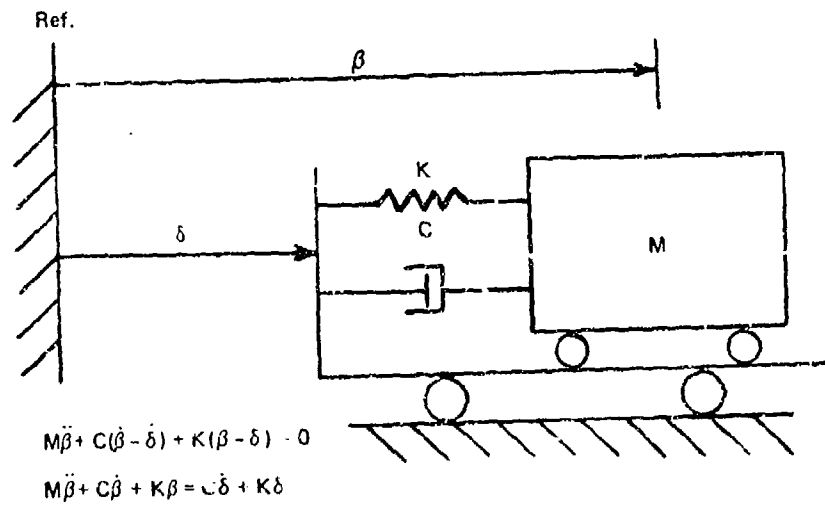 Ref.
β
K
C
δ
M
Mβ̈ + C(β̇ - δ̇) + K(β - δ) - 0
Mβ̈ + Cβ̇ + Kβ = Cδ̇ + Kδ